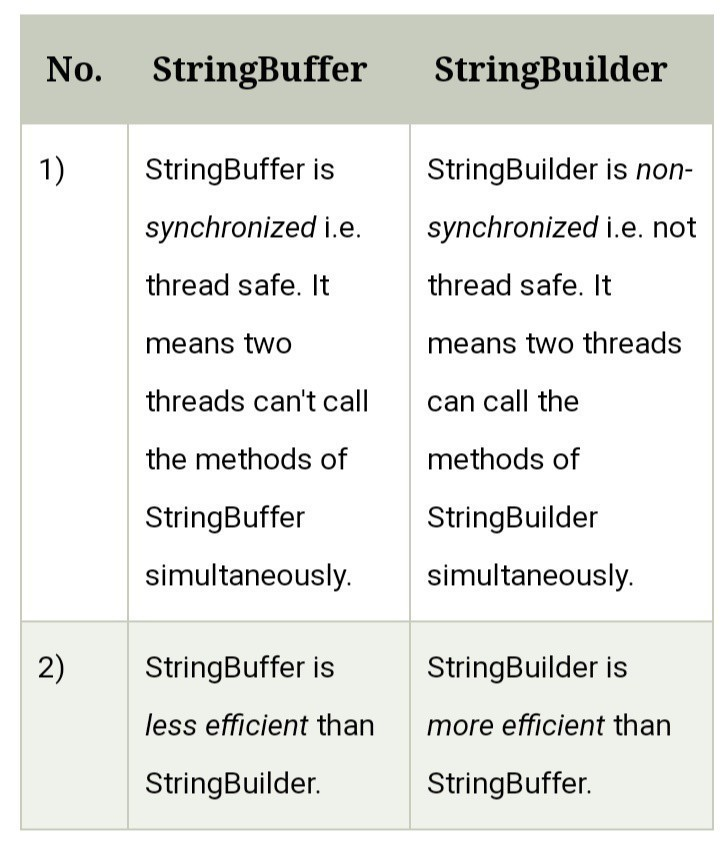 No. StringBuffer StringBuilder
1)
StringBuffer is
synchronized i.e.
thread safe. It
means two
threads can't call
the methods of
StringBuffer
simultaneously.
StringBuilder is non-
synchronized i.e. not
thread safe. It
means two threads
can call the
methods of
StringBuilder
simultaneously.
2)
StringBuffer is
less efficient than
StringBuilder.
StringBuilder is
more efficient than
StringBuffer.